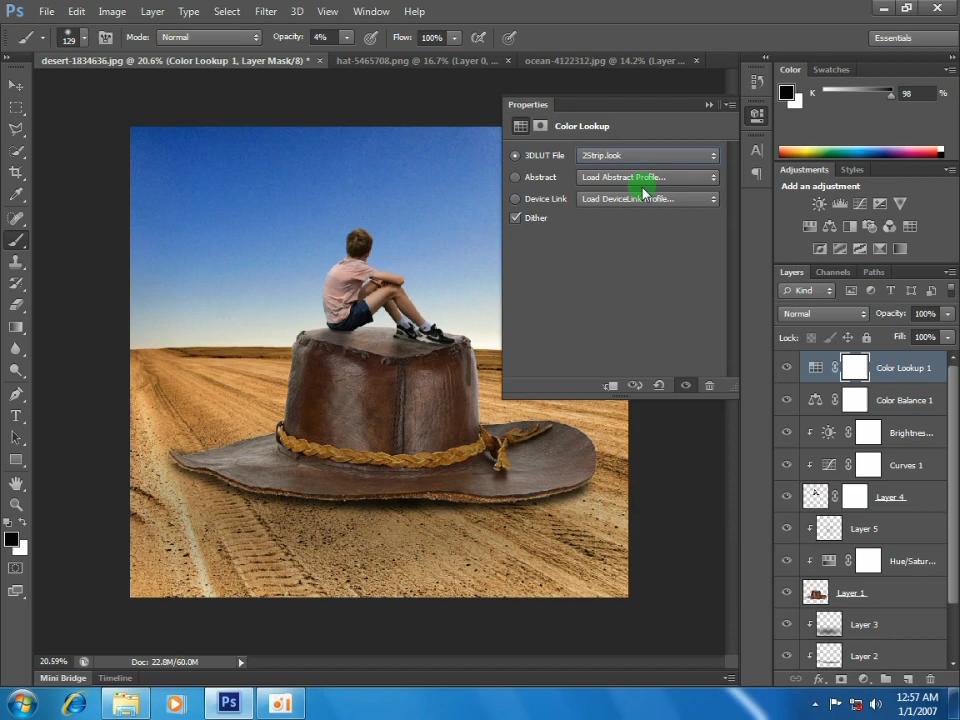 Ps File Edit Image Layer Type Select Filter 3D View Window Help
129 Mode: Normal Opacity: 4% Flow: 100% Essentials
desert-1834636.jpg @ 20.6% (Color Lookup 1, Layer Mask/8) * × hat-5465708.png @ 16.7% (Layer 0, ... × ocean-4122312.jpg @ 14.2% (Layer ... ×
Properties
Color Lookup
3DLUT File 2Strip.look
Abstract Load Abstract Profile...
Device Link Load DeviceLink Profile...
Dither
Color Swatches
K 98 %
Adjustments Styles
Add an adjustment
Layers Channels Paths
Kind
Normal Opacity: 100%
Lock: Fill: 100%
Color Lookup 1
Color Balance 1
Brightnes...
Curves 1
Layer 4
Layer 5
Hue/Satur...
Layer 1
Layer 3
Layer 2
20.59% Doc: 22.8M/60.0M
Mini Bridge Timeline
Ps
12:57 AM
1/1/2007